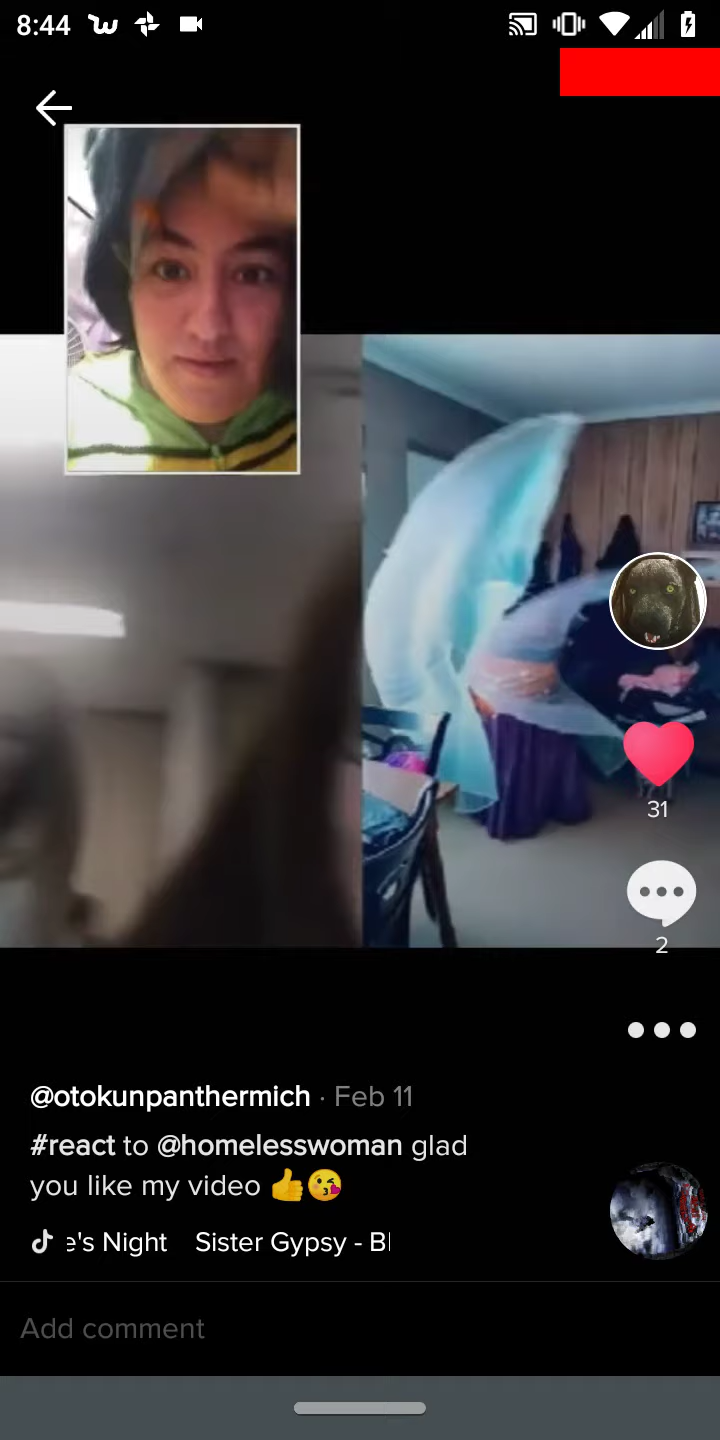 8:44
31
2
@otokunpanthermich · Feb 11
#react to @homelesswoman glad
you like my video 👍😘
e's Night Sister Gypsy - Bl
Add comment